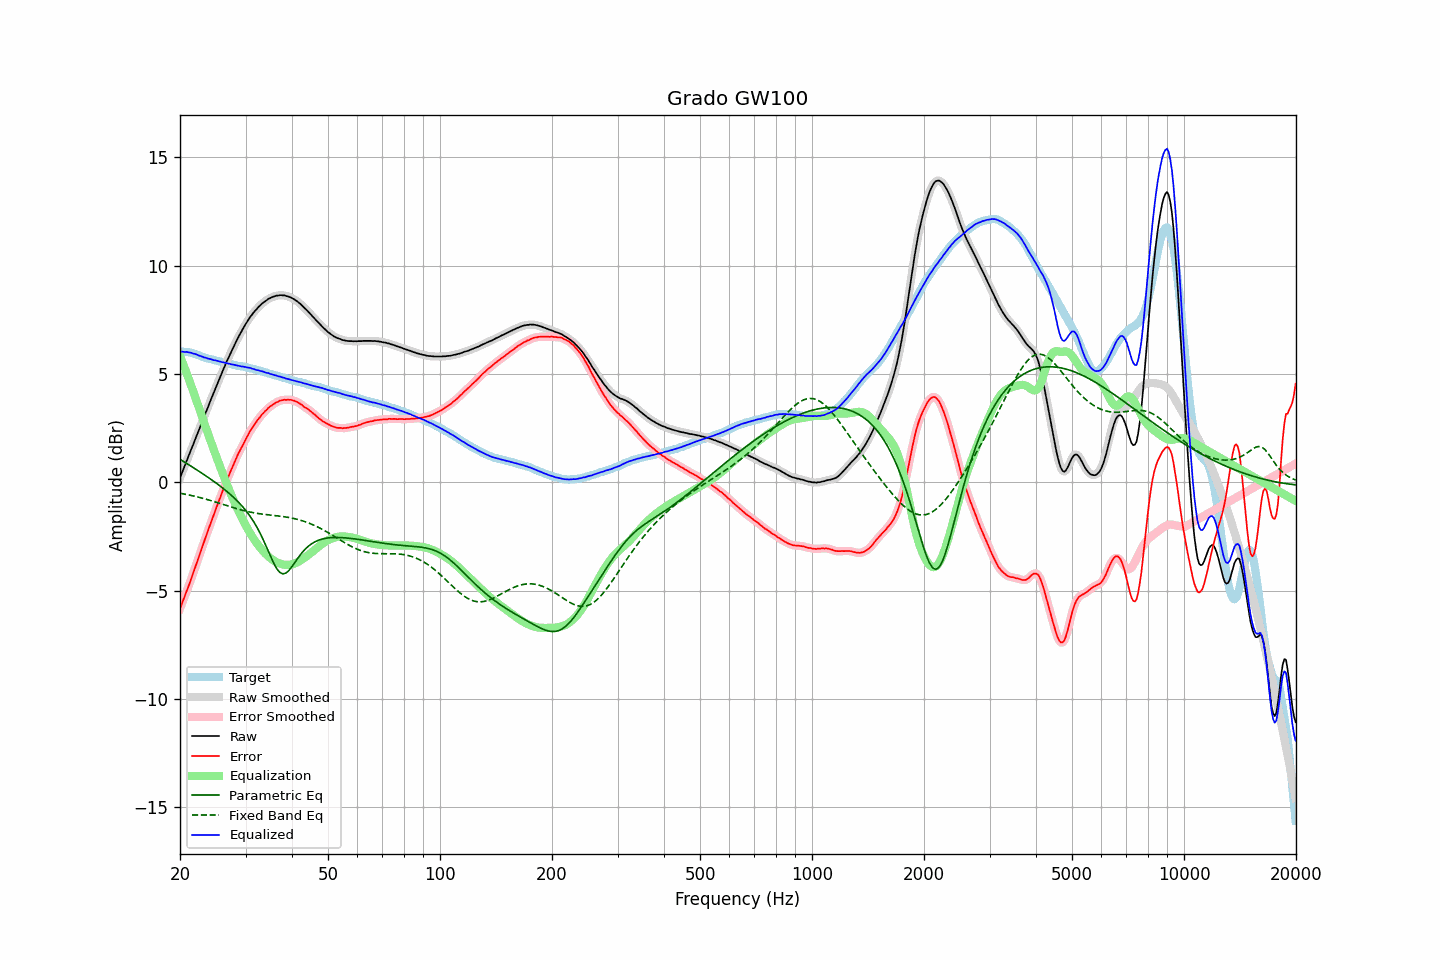 Grado GW100
Amplitude (dBr)
15
10
5
0
−5
−10
−15
Target
Raw Smoothed
Error Smoothed
Raw
Error
Equalization
Parametric Eq
Fixed Band Eq
Equalized
20 50 100 200 500 1000 2000 5000 10000 20000
Frequency (Hz)